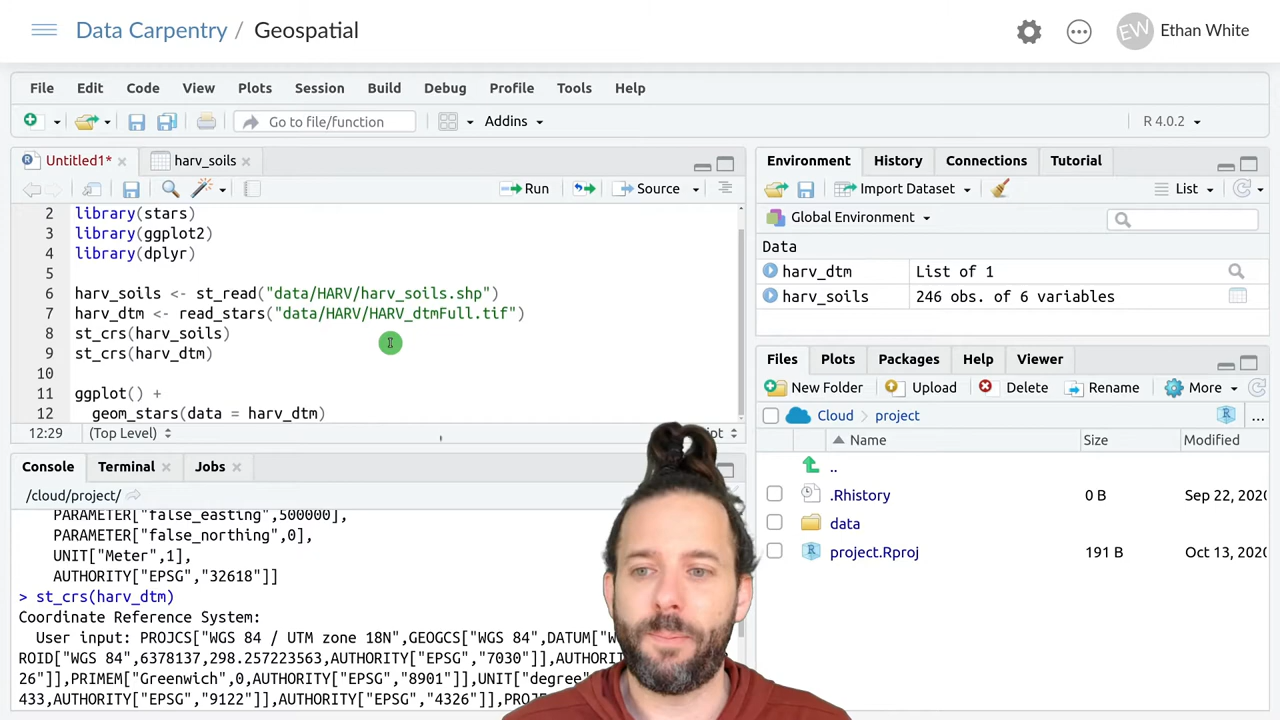 Data Carpentry / Geospatial
EW Ethan White
File Edit Code View Plots Session Build Debug Profile Tools Help
Go to file/function Addins R 4.0.2
Untitled1* harv_soils
Run Source
2 library(stars)
3 library(ggplot2)
4 library(dplyr)
5
6 harv_soils <- st_read("data/HARV/harv_soils.shp")
7 harv_dtm <- read_stars("data/HARV/HARV_dtmFull.tif")
8 st_crs(harv_soils)
9 st_crs(harv_dtm)
10
11 ggplot() +
12 geom_stars(data = harv_dtm)
12:29 (Top Level)
Console Terminal Jobs
/cloud/project/
PARAMETER["false_easting",500000],
PARAMETER["false_northing",0],
UNIT["Meter",1],
AUTHORITY["EPSG","32618"]]
> st_crs(harv_dtm)
Coordinate Reference System:
User input: PROJCS["WGS 84 / UTM zone 18N",GEOGCS["WGS 84",DATUM["W
ROID["WGS 84",6378137,298.257223563,AUTHORITY["EPSG","7030"]],
26"]],PRIMEM["Greenwich",0,AUTHORITY["EPSG","8901"]],UNIT["degree"
433,AUTHORITY["EPSG","9122"]],AUTHORITY["EPSG","4326"]],
Environment History Connections Tutorial
Import Dataset List
Global Environment
Data
harv_dtm List of 1
harv_soils 246 obs. of 6 variables
Files Plots Packages Help Viewer
New Folder Upload Delete Rename More
Cloud project
Name Size Modified
..
.Rhistory 0 B Sep 22, 2020
data
project.Rproj 191 B Oct 13, 2020